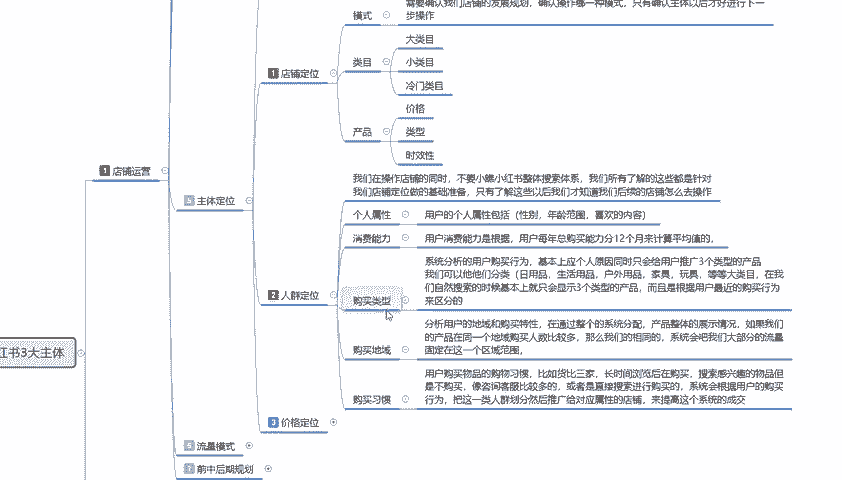 需要确认我们店铺的发展规划，确认操作哪一种模式，只有确认主体以后才好进行下一
步操作
模式
大类目
类目
小类目
冷门类目
1 店铺定位
价格
产品
类型
时效性
1 店铺运营
我们在操作店铺的同时，不要小瞧小红书整体搜索体系，我们所有了解的这些都是针对
我们店铺定位做的基础准备，只有了解这些以后我们才知道我们后续的店铺怎么去操作
主体定位
个人属性
用户的个人属性包括（性别，年龄范围，喜欢的内容）
消费能力
用户消费能力是根据，用户每年总购买能力分12个月来计算平均值的，
系统分析的用户购买行为，基本上应个人原因同时只会给用户推广3个类型的产品
我们可以他他们分类（日用品，生活用品，户外用品，家具，玩具，等等大类目，在我
们自然搜索的时候基本上就只会显示3个类型的产品，而且是根据用户最近的购买行为
来区分的
2 人群定位
购买类型
分析用户的地域和购买特性，在通过整个的系统分配，产品整体的展示情况，如果我们
的产品在同一个地域购买人数比较多，那么我们的相同的，系统会吧我们大部分的流量
固定在这一个区域范围，
购买地域
红书3大主体
用户购买物品的购物习惯，比如货比三家，长时间浏览后在购买，搜索感兴趣的物品但
是不购买，像咨询客服比较多的，或者是直接搜索进行购买的，系统会根据用户的购买
行为，把这一类人群划分然后推广给对应属性的店铺，来提高这个系统的成交
购买习惯
3 价格定位
流量模式
前中后期规划